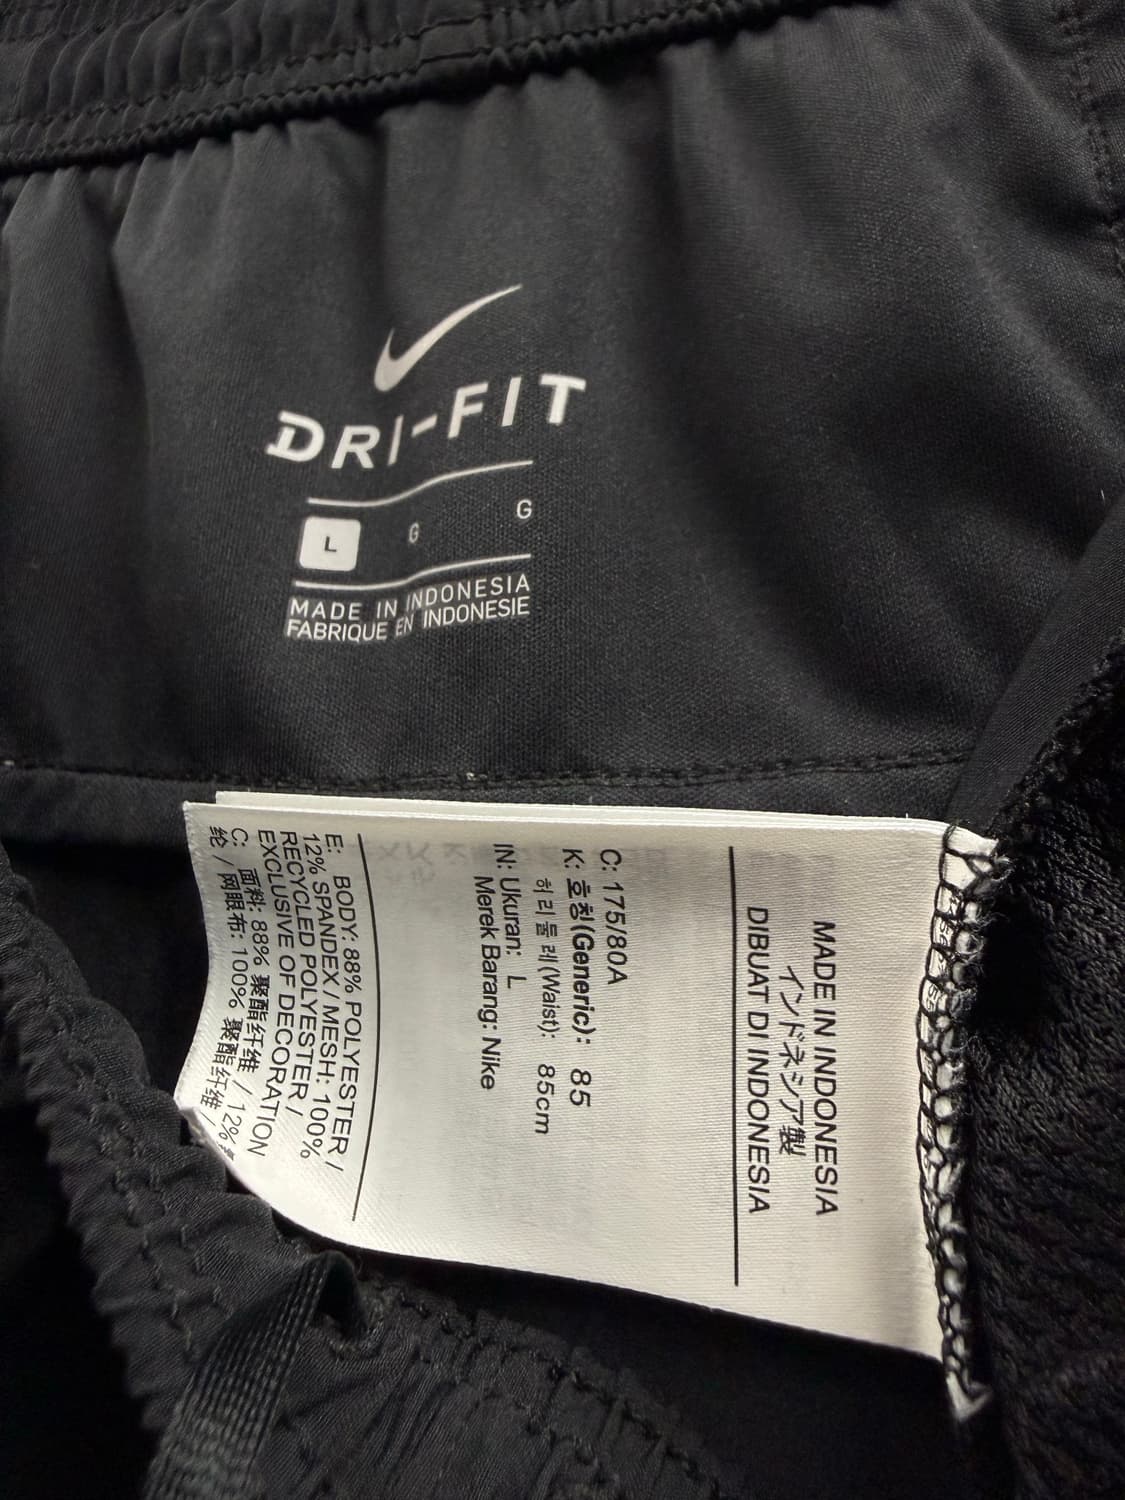 DRI-FIT
L G G
MADE IN INDONESIA
FABRIQUE EN INDONESIE
MADE IN INDONESIA
インドネシア製
DIBUAT DI INDONESIA
C: 175/80A
K: 호칭(Generic): 85
허리둘레(Waist): 85cm
IN: Ukuran: L
Merek Barang: Nike
E: BODY: 88% POLYESTER /
12% SPANDEX / MESH: 100%
RECYCLED POLYESTER /
EXCLUSIVE OF DECORATION
C: 面料: 88% 聚酯纤维 / 12%
纶 / 网眼布: 100% 聚酯纤维 /